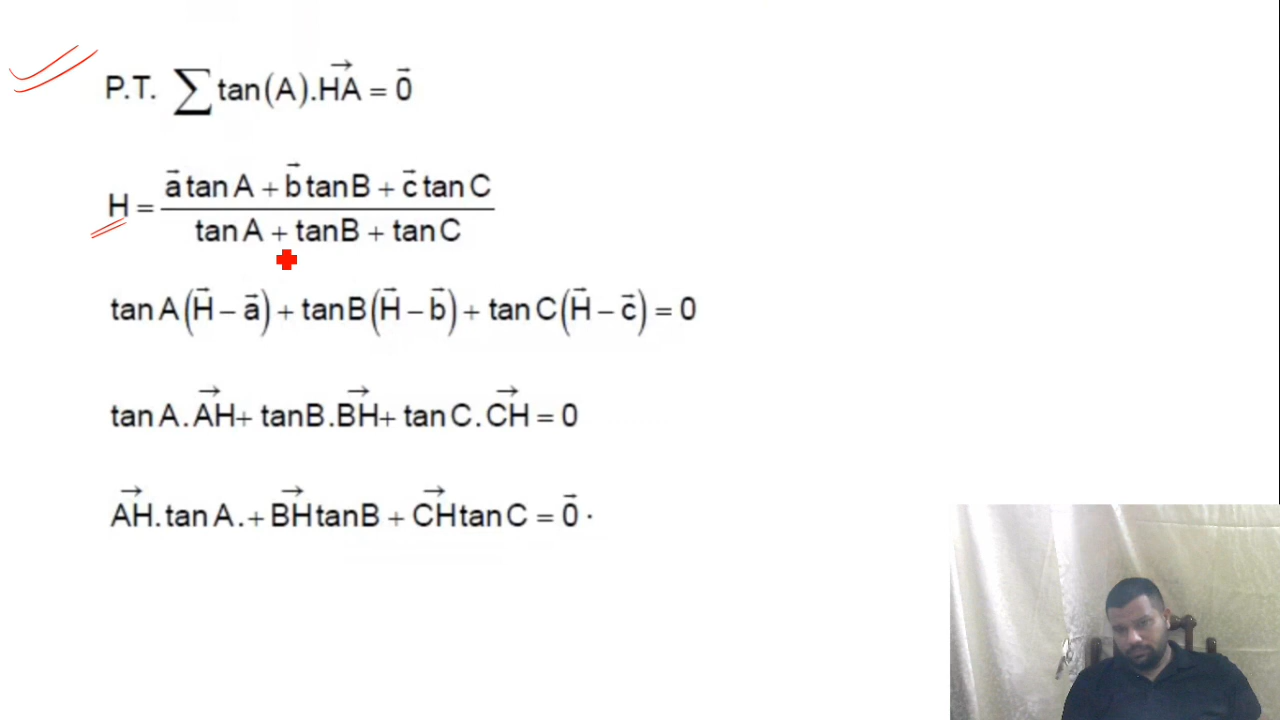 P.T. ∑ tan(A).HA⃗ = 0⃗
H = (a⃗ tan A + b⃗ tan B + c⃗ tan C) / (tan A + tan B + tan C)
tan A(H⃗ − a⃗) + tan B(H⃗ − b⃗) + tan C(H⃗ − c⃗) = 0
tan A.AH⃗ + tan B.BH⃗ + tan C.CH⃗ = 0
AH⃗.tan A. + BH⃗ tan B + CH⃗ tan C = 0⃗ ·